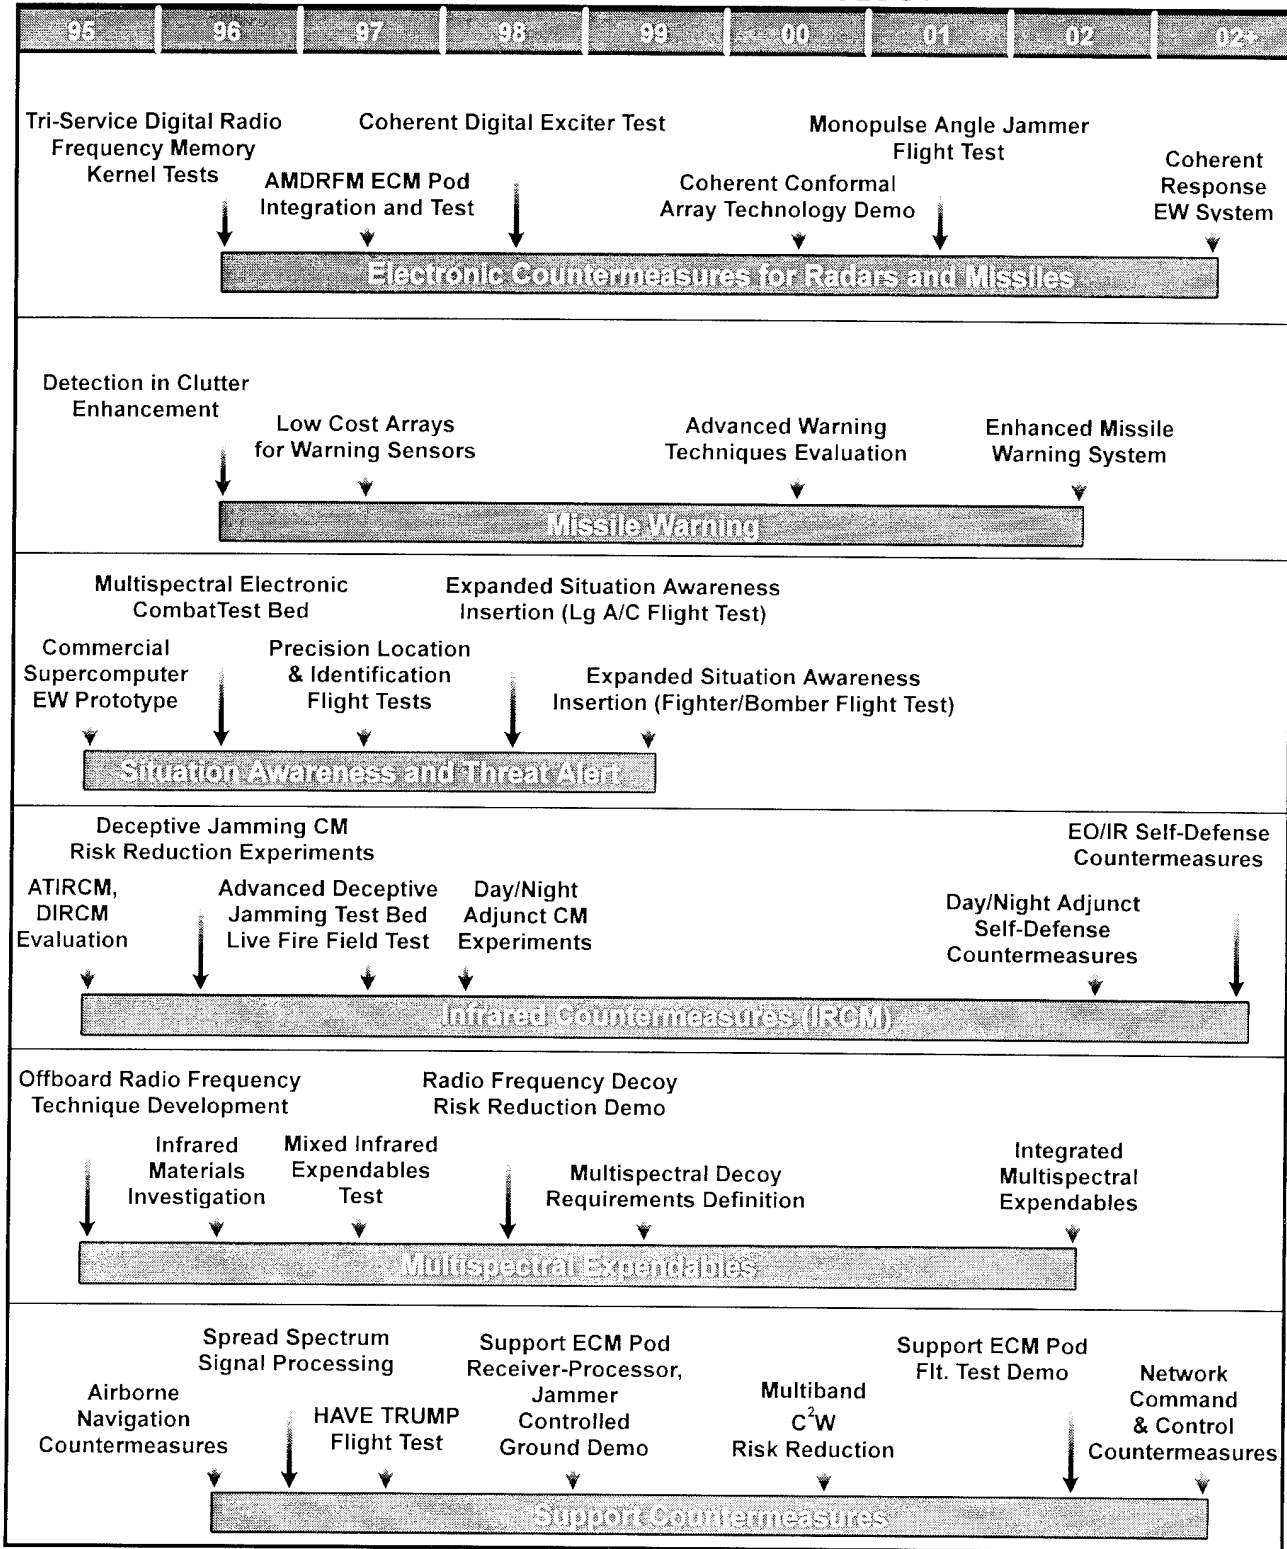 95 96 97 98 99 00 01 02 02+
Tri-Service Digital Radio
Frequency Memory
Kernel Tests
AMDRFM ECM Pod
Integration and Test
Coherent Digital Exciter Test
Coherent Conformal
Array Technology Demo
Monopulse Angle Jammer
Flight Test
Coherent
Response
EW System
Electronic Countermeasures for Radars and Missiles
Detection in Clutter
Enhancement
Low Cost Arrays
for Warning Sensors
Advanced Warning
Techniques Evaluation
Enhanced Missile
Warning System
Missile Warning
Commercial
Supercomputer
EW Prototype
Multispectral Electronic
CombatTest Bed
Precision Location
& Identification
Flight Tests
Expanded Situation Awareness
Insertion (Lg A/C Flight Test)
Expanded Situation Awareness
Insertion (Fighter/Bomber Flight Test)
Situation Awareness and Threat Alert
ATIRCM,
DIRCM
Evaluation
Deceptive Jamming CM
Risk Reduction Experiments
Advanced Deceptive
Jamming Test Bed
Live Fire Field Test
Day/Night
Adjunct CM
Experiments
Day/Night Adjunct
Self-Defense
Countermeasures
EO/IR Self-Defense
Countermeasures
Infrared Countermeasures (IRCM)
Offboard Radio Frequency
Technique Development
Infrared
Materials
Investigation
Mixed Infrared
Expendables
Test
Radio Frequency Decoy
Risk Reduction Demo
Multispectral Decoy
Requirements Definition
Integrated
Multispectral
Expendables
Multispectral Expendables
Airborne
Navigation
Countermeasures
Spread Spectrum
Signal Processing
HAVE TRUMP
Flight Test
Support ECM Pod
Receiver-Processor,
Jammer
Controlled
Ground Demo
Multiband
C²W
Risk Reduction
Support ECM Pod
Flt. Test Demo
Network
Command
& Control
Countermeasures
Support Countermeasures